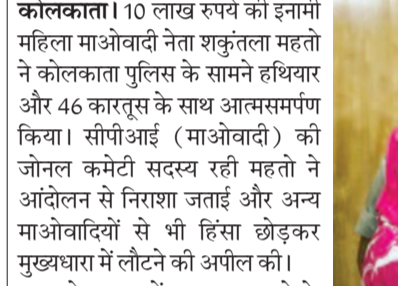 कोलकाता। 10 लाख रुपये की इनामी
महिला माओवादी नेता शकुंतला महतो
ने कोलकाता पुलिस के सामने हथियार
और 46 कारतूस के साथ आत्मसमर्पण
किया। सीपीआई (माओवादी) की
जोनल कमेटी सदस्य रही महतो ने
आंदोलन से निराशा जताई और अन्य
माओवादियों से भी हिंसा छोड़कर
मुख्यधारा में लौटने की अपील की।